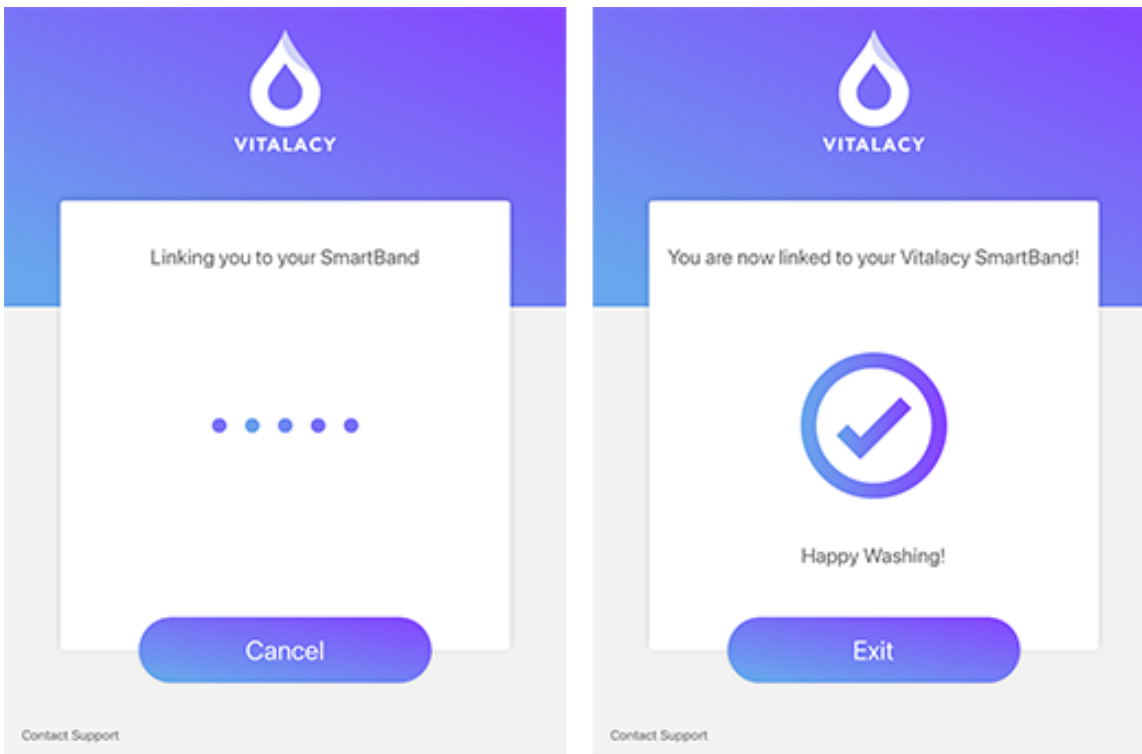 VITALACY
Linking you to your SmartBand
Cancel
Contact Support
VITALACY
You are now linked to your Vitalacy SmartBand!
Happy Washing!
Exit
Contact Support